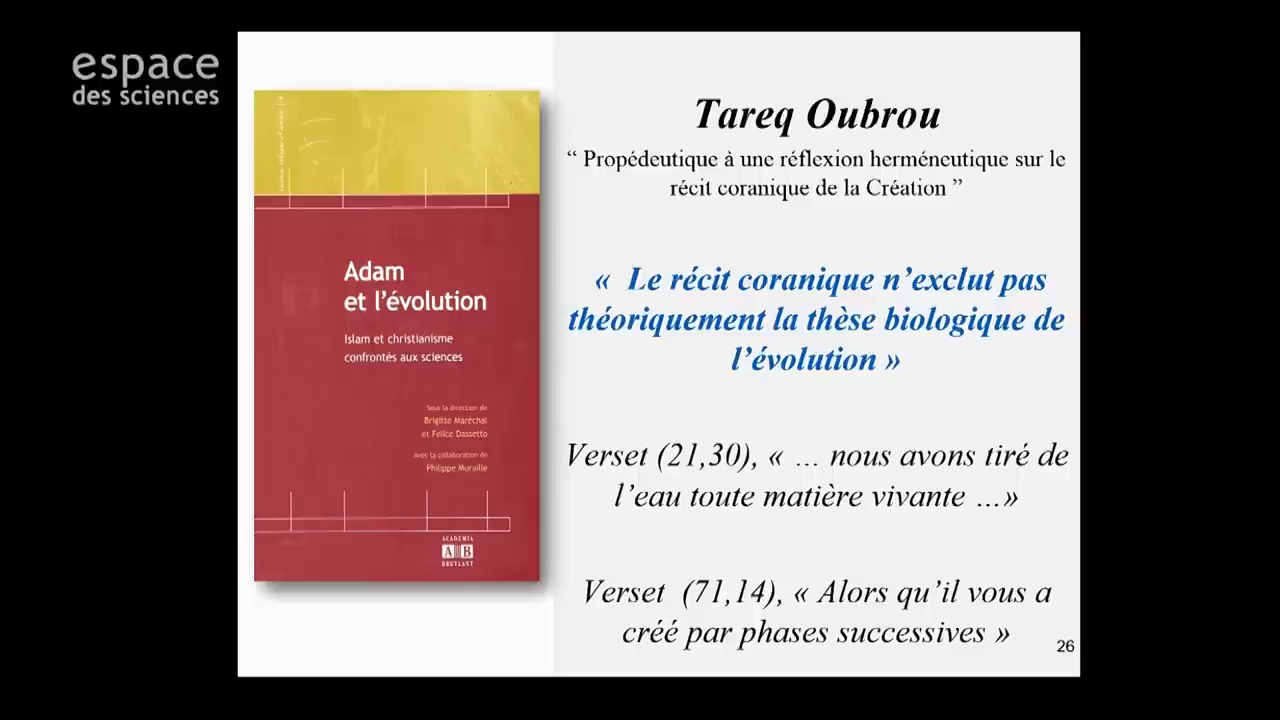 espace
des sciences
Adam
et l'évolution
Islam et christianisme
confrontés aux sciences
Sous la direction de
Brigitte Maréchal
et Felice Dassetto
Avec la collaboration de
Philippe Muraille
ACADEMIA
A B
BRUYLANT
Tareq Oubrou
“ Propédeutique à une réflexion herméneutique sur le
récit coranique de la Création ”
« Le récit coranique n’exclut pas
théoriquement la thèse biologique de
l’évolution »
Verset (21,30), « … nous avons tiré de
l’eau toute matière vivante …»
Verset (71,14), « Alors qu’il vous a
créé par phases successives »
26